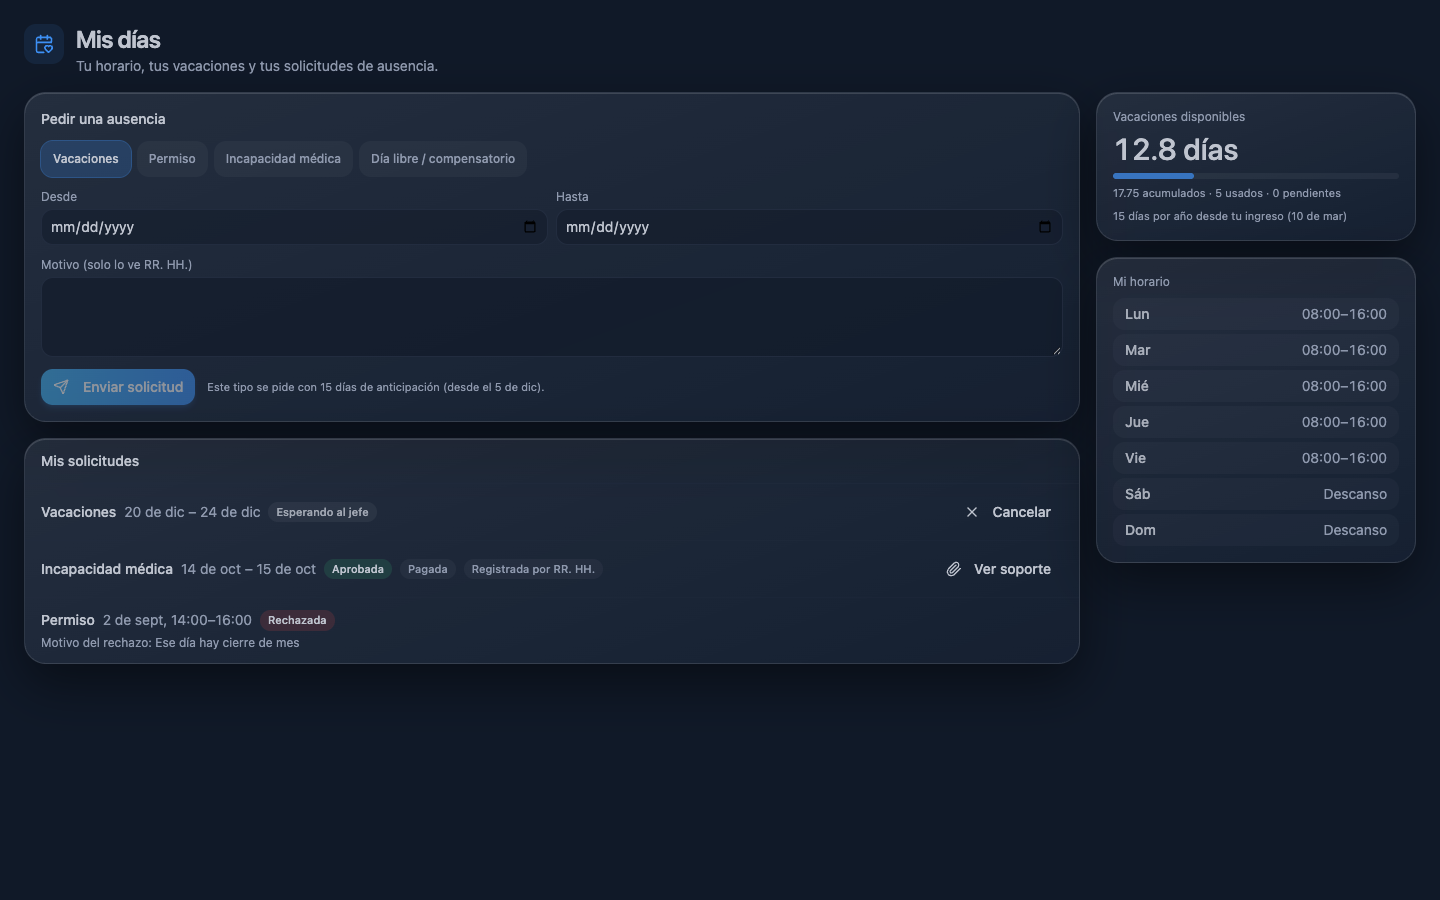 Mis días
Tu horario, tus vacaciones y tus solicitudes de ausencia.
Pedir una ausencia
Vacaciones
Permiso
Incapacidad médica
Día libre / compensatorio
Desde
Hasta
mm/dd/yyyy
mm/dd/yyyy
Motivo (solo lo ve RR. HH.)
Enviar solicitud
Este tipo se pide con 15 días de anticipación (desde el 5 de dic).
Mis solicitudes
Vacaciones 20 de dic – 24 de dic Esperando al jefe
Cancelar
Incapacidad médica 14 de oct – 15 de oct Aprobada Pagada Registrada por RR. HH.
Ver soporte
Permiso 2 de sept, 14:00–16:00 Rechazada
Motivo del rechazo: Ese día hay cierre de mes
Vacaciones disponibles
12.8 días
17.75 acumulados · 5 usados · 0 pendientes
15 días por año desde tu ingreso (10 de mar)
Mi horario
Lun 08:00–16:00
Mar 08:00–16:00
Mié 08:00–16:00
Jue 08:00–16:00
Vie 08:00–16:00
Sáb Descanso
Dom Descanso